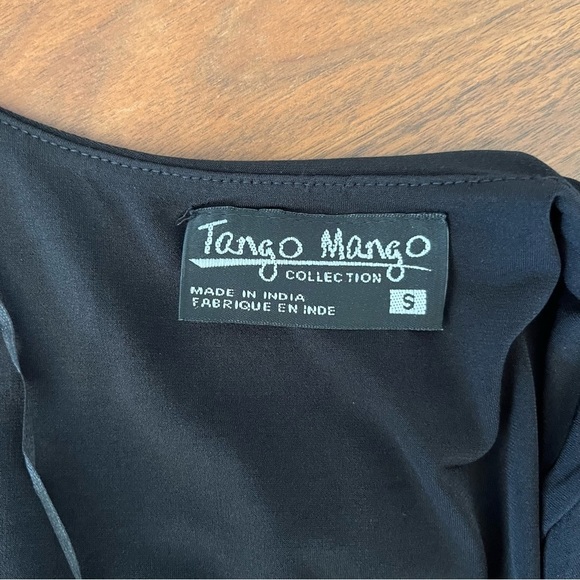 Tango Mango
COLLECTION
MADE IN INDIA
FABRIQUE EN INDE
S